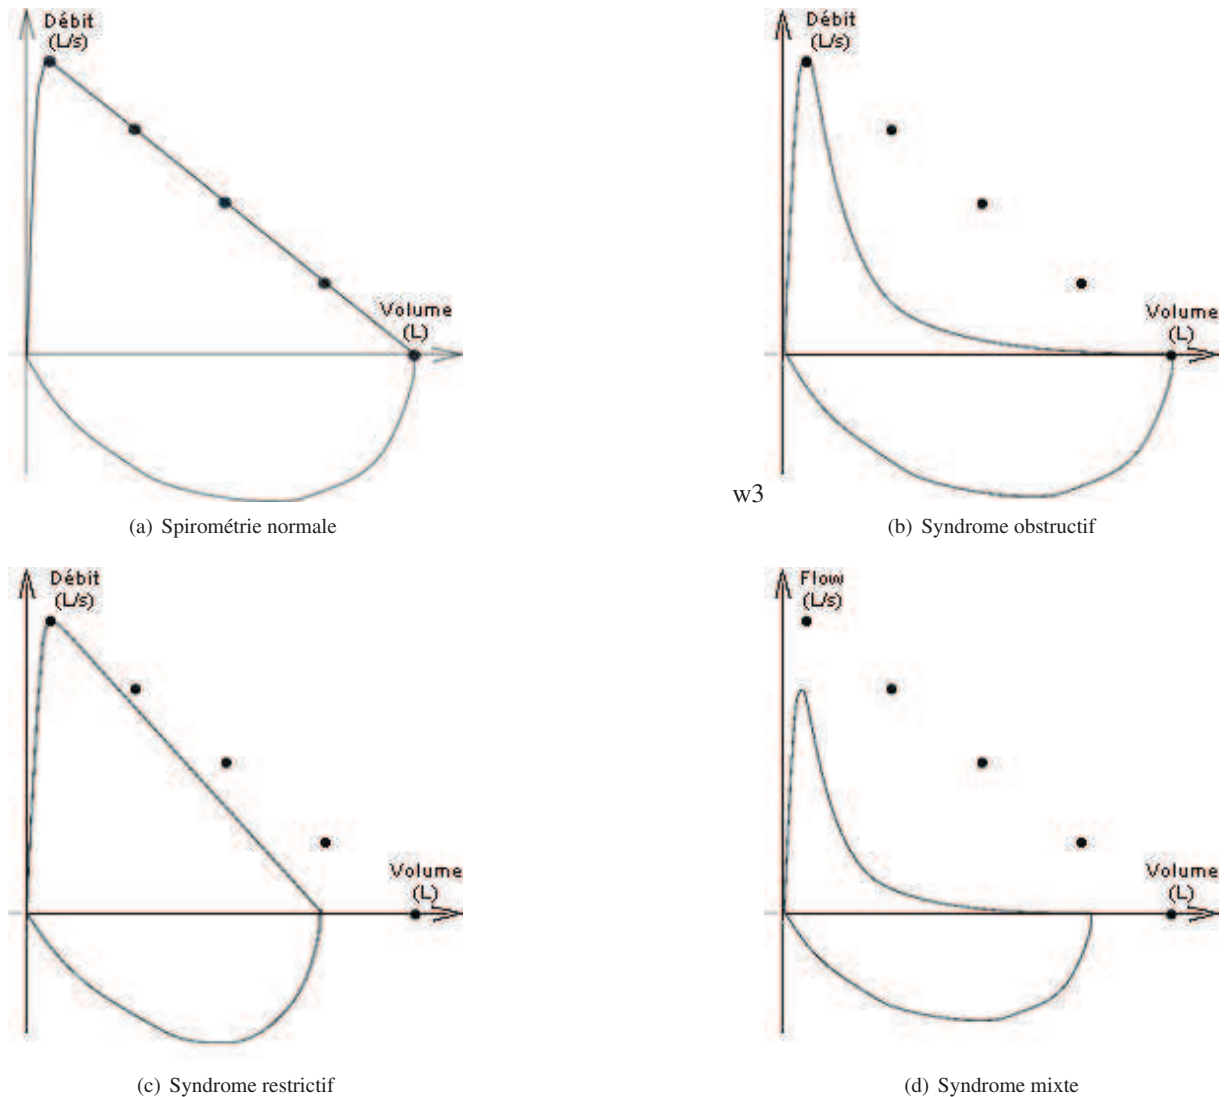 Débit
(L/s)
Volume
(L)
(a) Spirométrie normale
Débit
(L/s)
Volume
(L)
w3
(b) Syndrome obstructif
Débit
(L/s)
Volume
(L)
(c) Syndrome restrictif
Flow
(L/s)
Volume
(L)
(d) Syndrome mixte